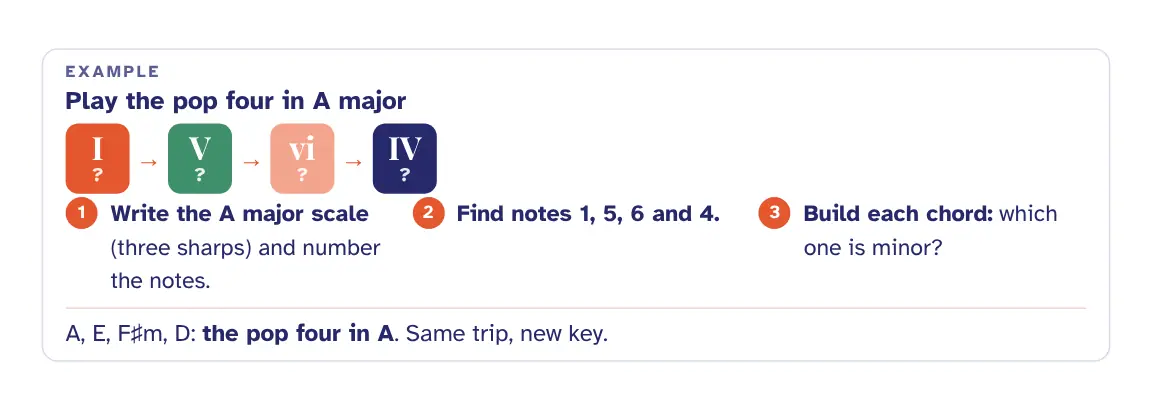 EXAMPLE
Play the pop four in A major
I → V → vi → IV
? ? ? ?
1 Write the A major scale
(three sharps) and number
the notes.
2 Find notes 1, 5, 6 and 4.
3 Build each chord: which
one is minor?
A, E, F♯m, D: the pop four in A. Same trip, new key.